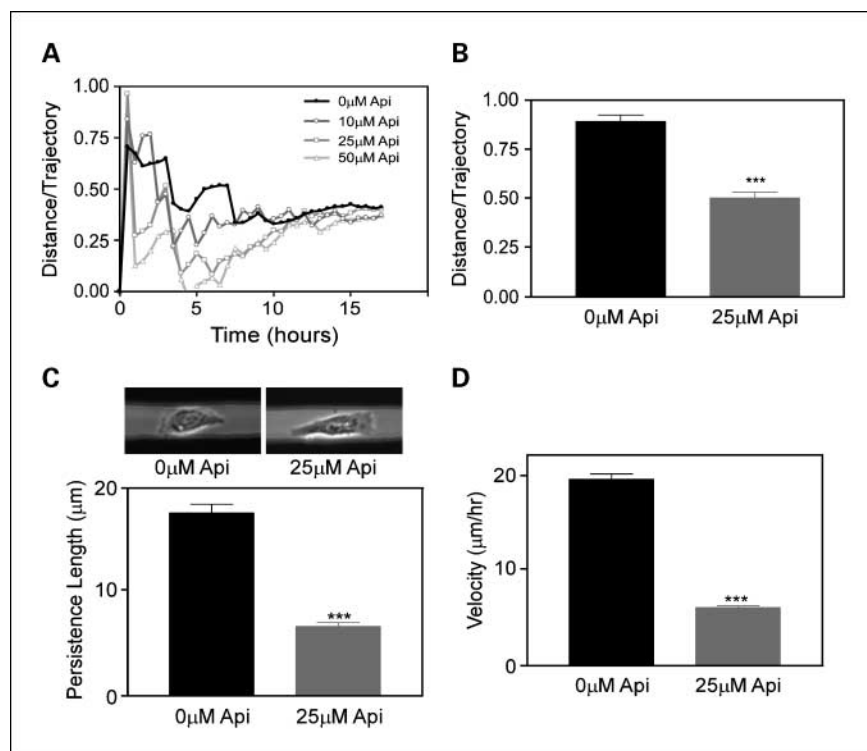 A
Distance/Trajectory
1.00
0.75
0.50
0.25
0.00
0μM Api
10μM Api
25μM Api
50μM Api
0
5
10
15
Time (hours)
B
Distance/Trajectory
1.00
0.75
0.50
0.25
0.00
***
0μM Api
25μM Api
C
0μM Api
25μM Api
Persistence Length (μm)
20
10
0
***
0μM Api
25μM Api
D
Velocity (μm/hr)
20
10
0
***
0μM Api
25μM Api